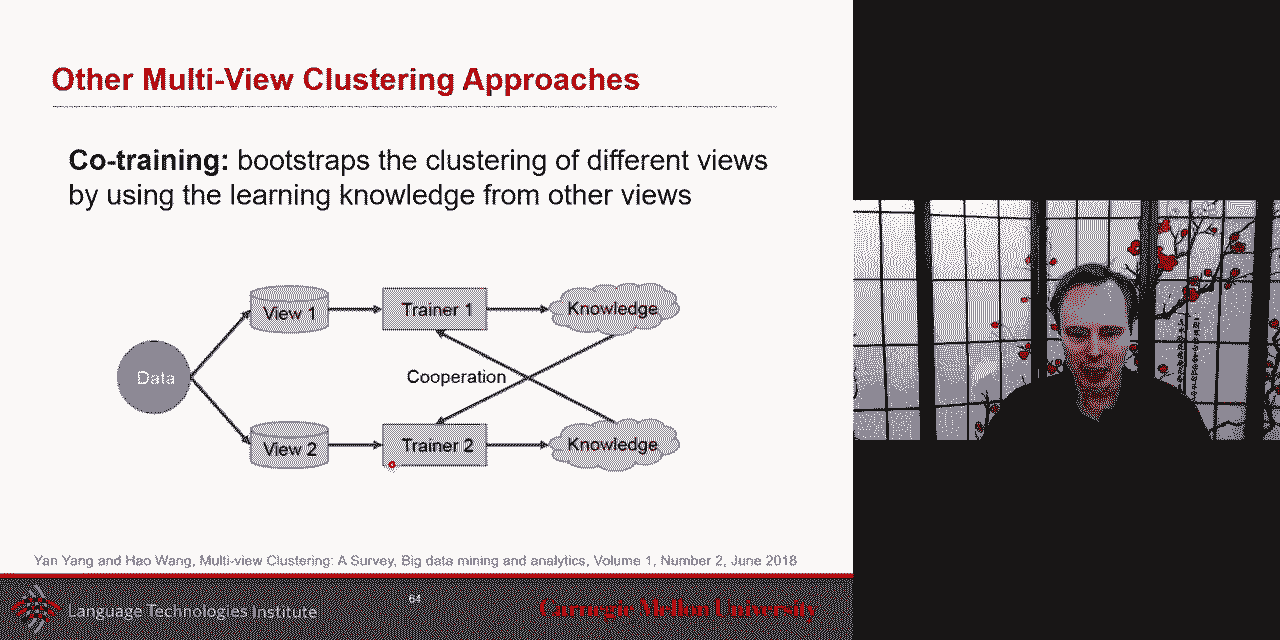 Other Multi-View Clustering Approaches
Co-training: bootstraps the clustering of different views
by using the learning knowledge from other views
View 1
Trainer 1
Knowledge
Data
Cooperation
View 2
Trainer 2
Knowledge
Yan Yang and Hao Wang, Multi-view Clustering: A Survey, Big data mining and analytics, Volume 1, Number 2, June 2018
Language Technologies Institute
64
Carnegie Mellon University